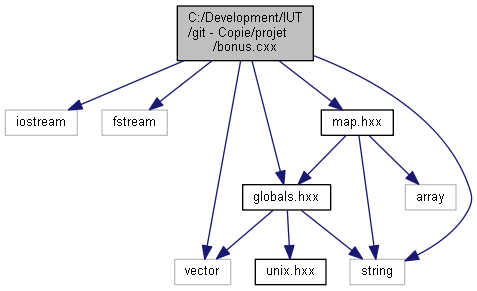 C:/Development/IUT
/git - Copie/projet
/bonus.cxx
iostream
fstream
map.hxx
globals.hxx
array
vector
unix.hxx
string